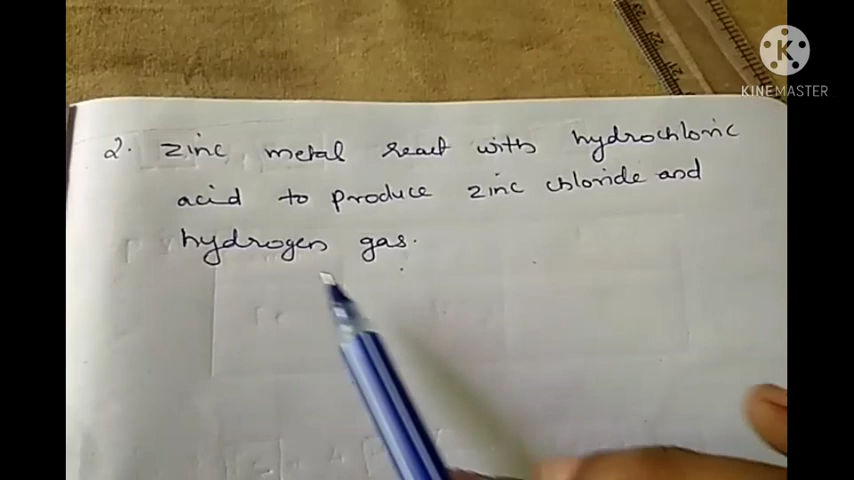 KINEMASTER
2. zinc metal react with hydrochloric
acid to produce zinc chloride and
hydrogen gas.